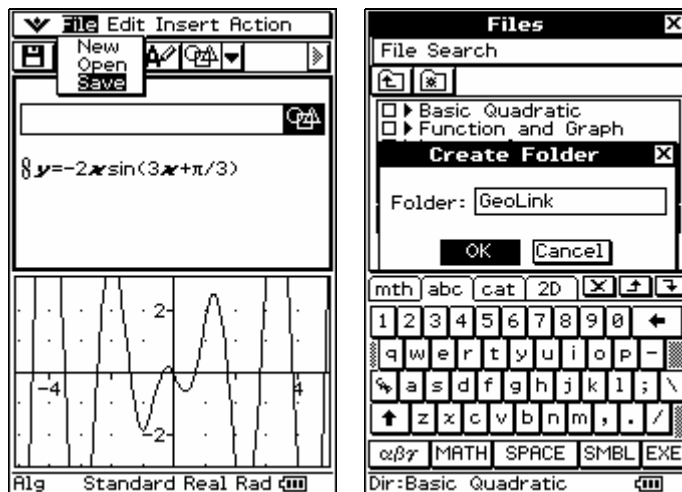 File Edit Insert Action
New
Open
Save
y=-2xsin(3x+π/3)
2
-4
4
-2
Alg Standard Real Rad
Files
File Search
Basic Quadratic
Function and Graph
Create Folder
Folder: GeoLink
OK Cancel
mth abc cat 2D
1 2 3 4 5 6 7 8 9 0
q w e r t y u i o p -
a s d f g h j k l ; \
z x c v b n m , . /
αβγ MATH SPACE SMBL EXE
Dir:Basic Quadratic